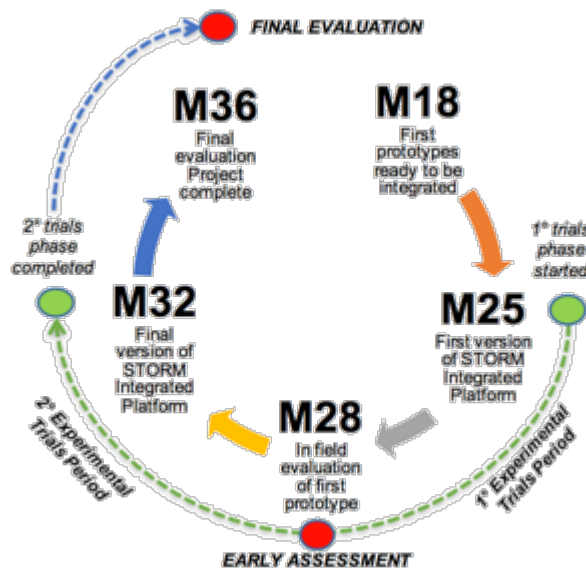 FINAL EVALUATION
M36
Final
evaluation
Project
complete
M18
First
prototypes
ready to be
integrated
2° trials
phase
completed
1° trials
phase
started
M32
Final
version of
STORM
Integrated
Platform
M25
First version
of STORM
Integrated
Platform
M28
In field
evaluation
of first
prototype
2° Experimental
Trials Period
1° Experimental
Trials Period
EARLY ASSESSMENT